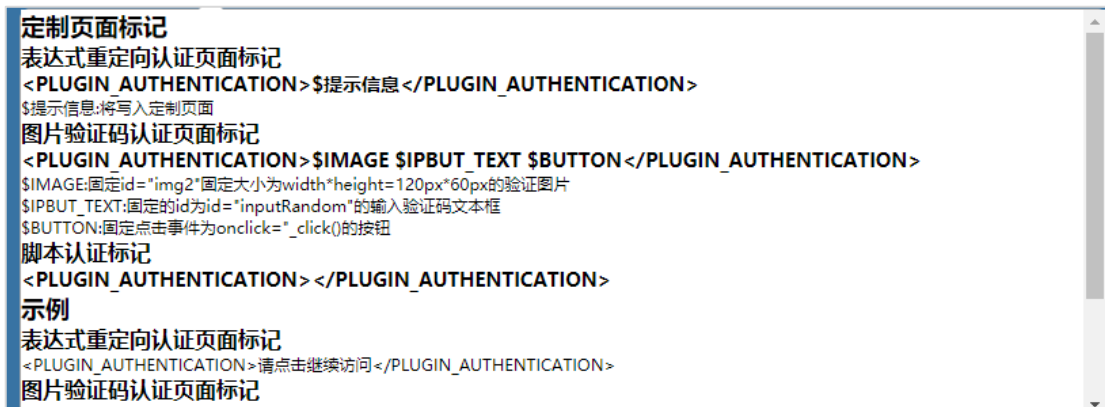 定制页面标记
表达式重定向认证页面标记
<PLUGIN_AUTHENTICATION>$提示信息</PLUGIN_AUTHENTICATION>
$提示信息:将写入定制页面
图片验证码认证页面标记
<PLUGIN_AUTHENTICATION>$IMAGE $IPBUT_TEXT $BUTTON</PLUGIN_AUTHENTICATION>
$IMAGE:固定id="img2"固定大小为width*height=120px*60px的验证图片
$IPBUT_TEXT:固定的id为id="inputRandom"的输入验证码文本框
$BUTTON:固定点击事件为onclick="_click()的按钮
脚本认证标记
<PLUGIN_AUTHENTICATION></PLUGIN_AUTHENTICATION>
示例
表达式重定向认证页面标记
<PLUGIN_AUTHENTICATION>请点击继续访问</PLUGIN_AUTHENTICATION>
图片验证码认证页面标记